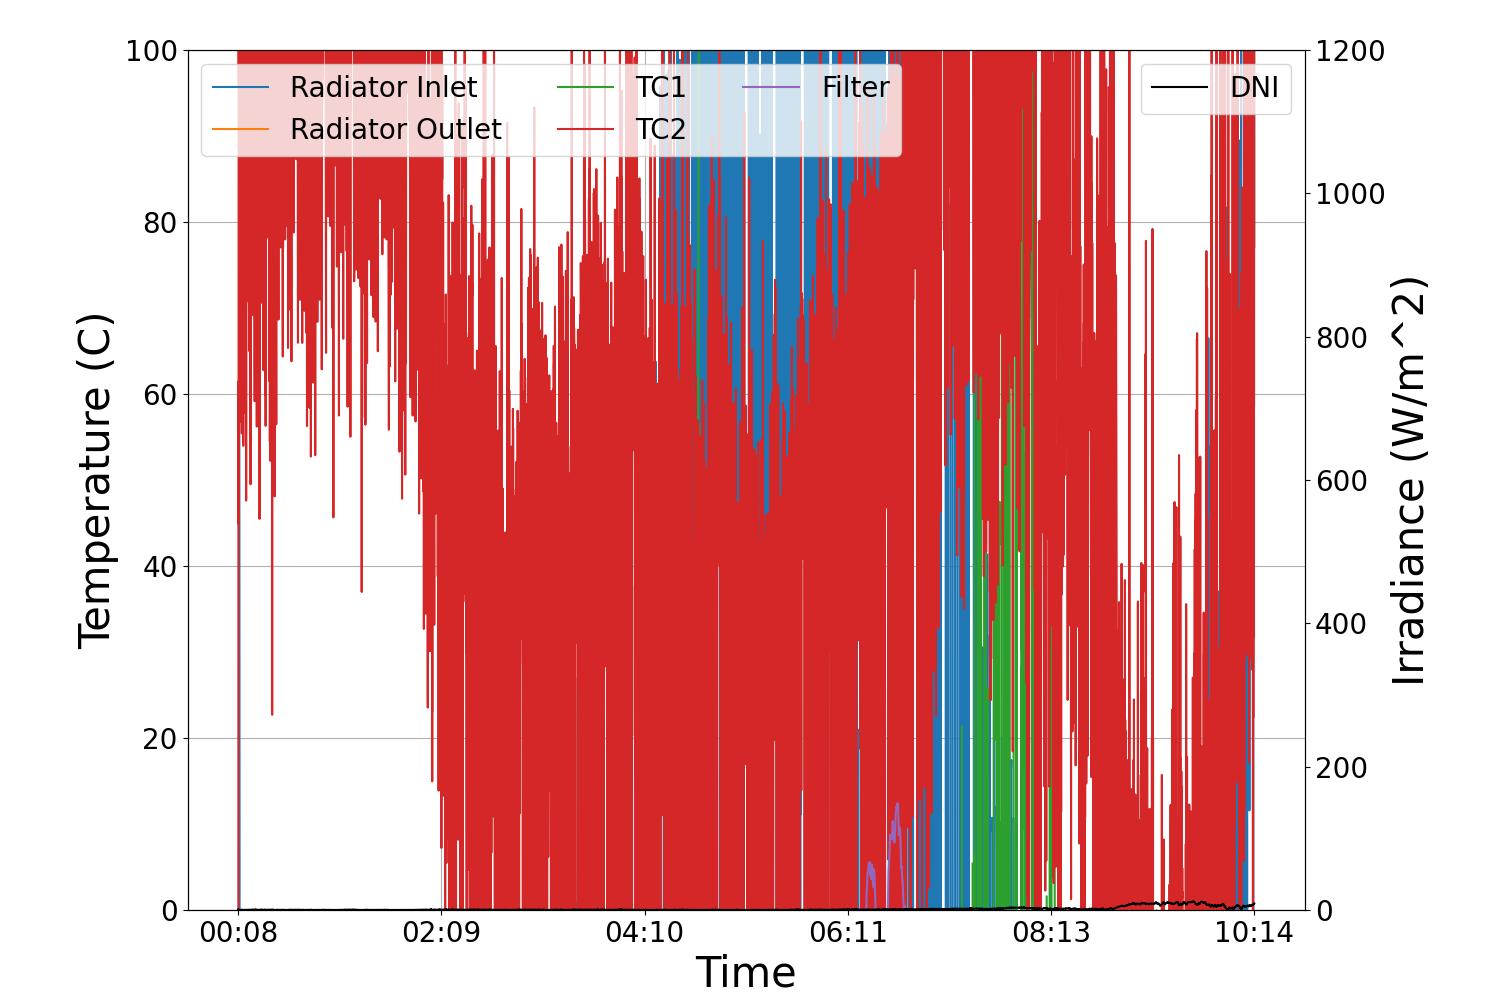 100
80
60
40
20
0
Temperature (C)
Radiator Inlet
Radiator Outlet
TC1
TC2
Filter
DNI
1200
1000
800
600
400
200
0
Irradiance (W/m^2)
00:08
02:09
04:10
06:11
08:13
10:14
Time